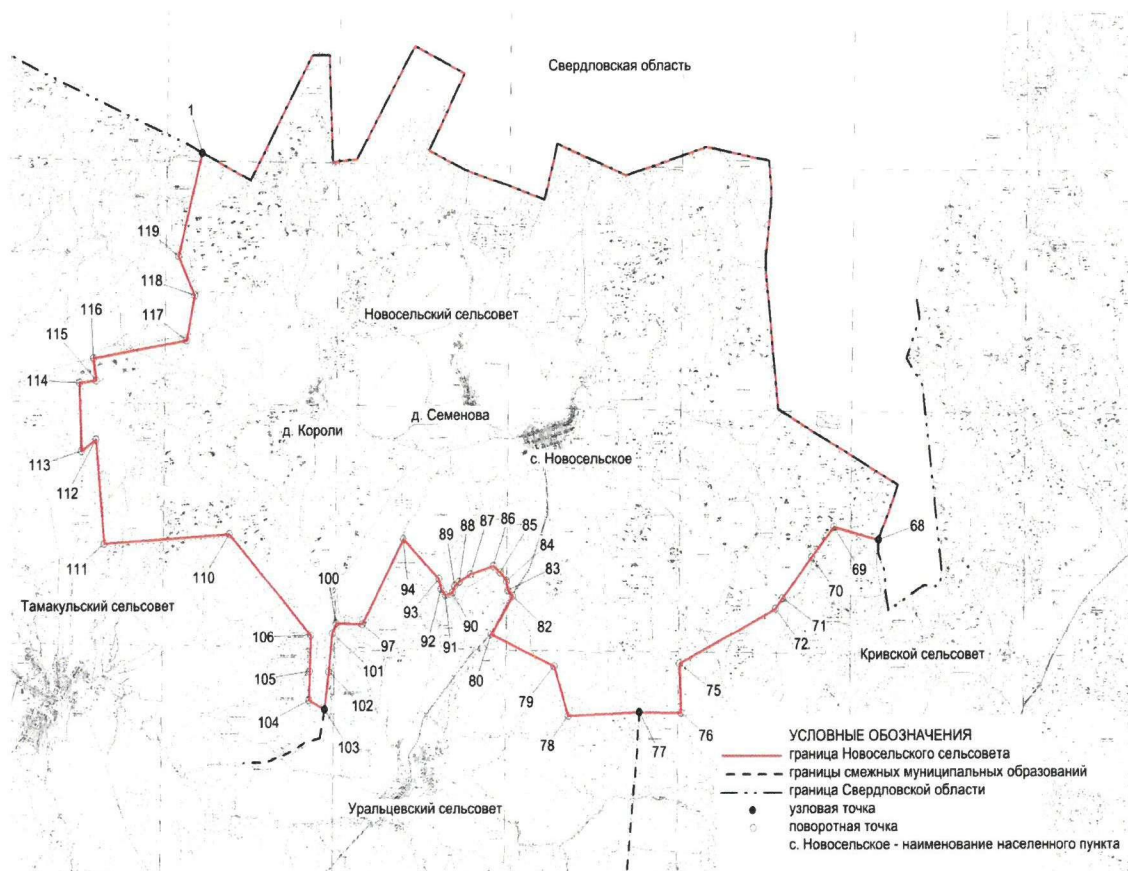 Свердловская область
1
119
118
Новосельский сельсовет
116
117
115
114
д. Семенова
д. Короли
113
с. Новосельское
112
68
87
86
88
85
89
84
69
111
110
100
94
83
70
93
Тамакульский сельсовет
92
90
82
71
91
106
97
72
80
Кривской сельсовет
101
105
79
75
102
104
103
78
77
76
УСЛОВНЫЕ ОБОЗНАЧЕНИЯ
граница Новосельского сельсовета
границы смежных муниципальных образований
граница Свердловской области
Уральцевский сельсовет
узловая точка
поворотная точка
с. Новосельское - наименование населенного пункта